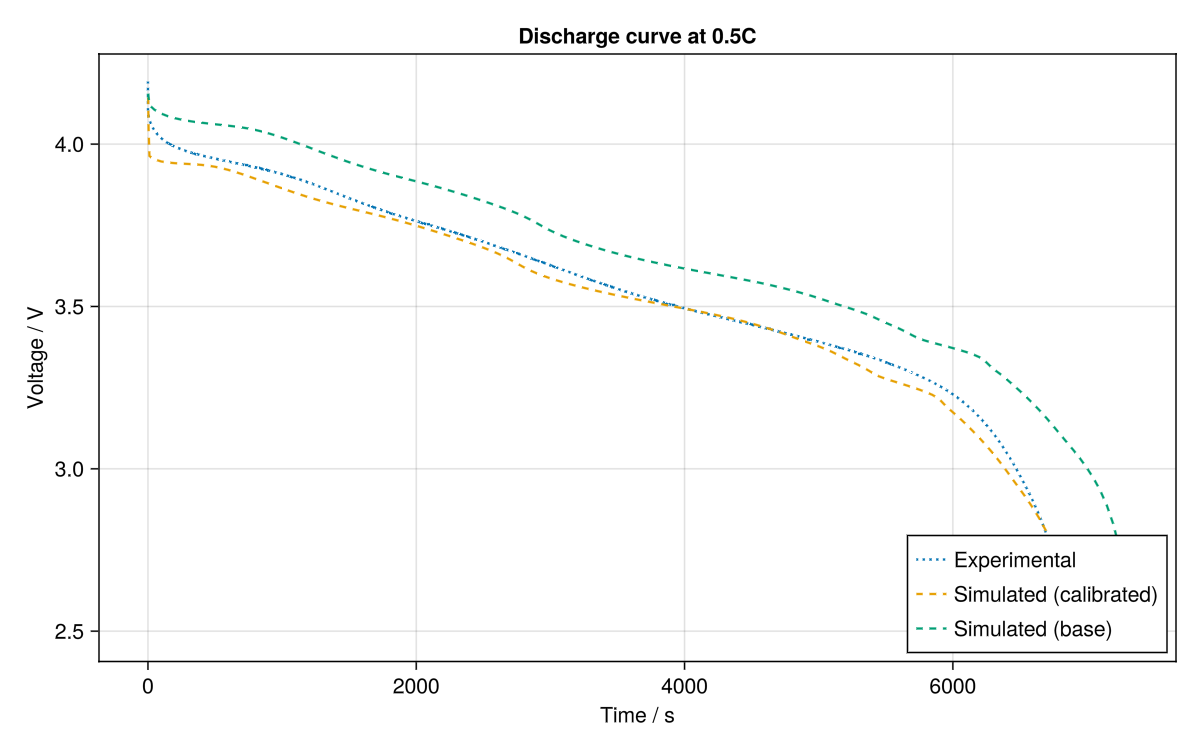 Discharge curve at 0.5C
Voltage / V
4.0
3.5
3.0
2.5
0
2000
4000
6000
Time / s
Experimental
Simulated (calibrated)
Simulated (base)